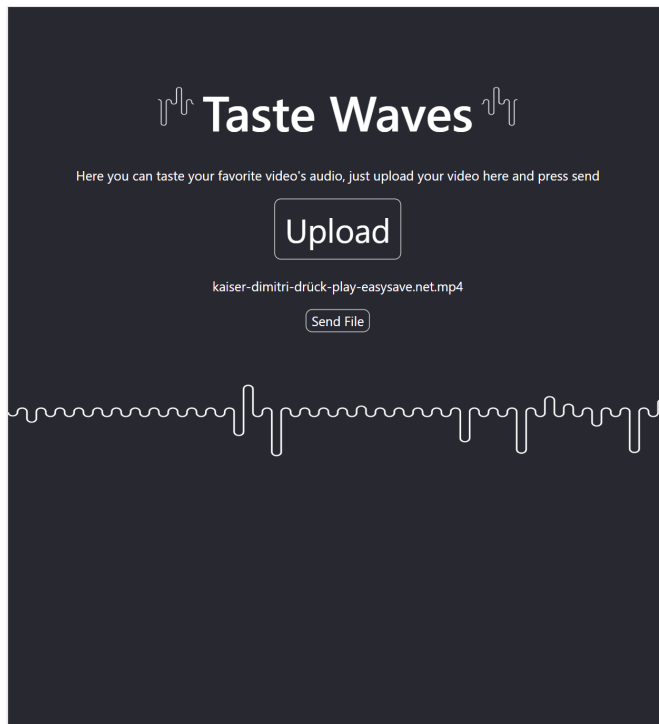 Taste Waves
Here you can taste your favorite video's audio, just upload your video here and press send
Upload
kaiser-dimitri-drück-play-easysave.net.mp4
Send File